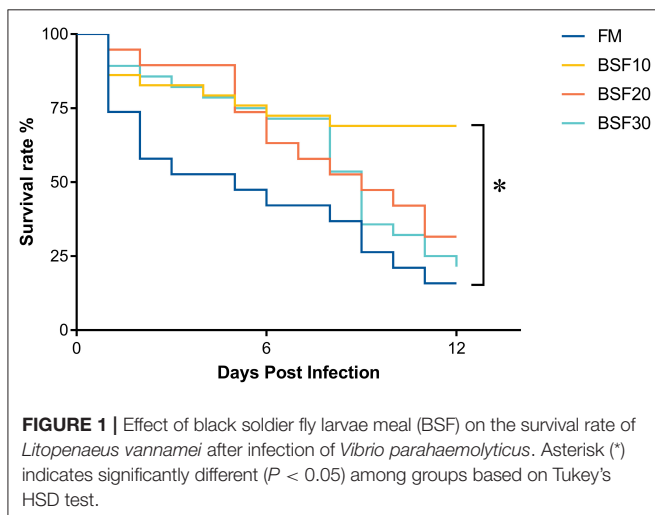 FM
BSF10
BSF20
BSF30
100
75
50
25
0
Survival rate %
*
0
6
12
Days Post Infection
FIGURE 1 | Effect of black soldier fly larvae meal (BSF) on the survival rate of
Litopenaeus vannamei after infection of Vibrio parahaemolyticus. Asterisk (*)
indicates significantly different (P < 0.05) among groups based on Tukey's
HSD test.